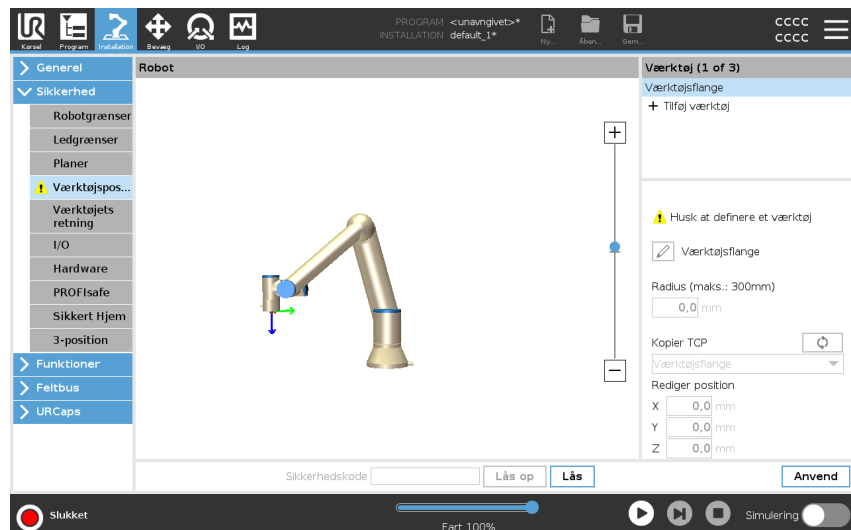 PROGRAM <unavngivet>*
INSTALLATION default_1*
cccc
cccc
Kørsel
Program
Installation
Bevæg
I/O
Log
Ny...
Åben...
Gem...
Generel
Sikkerhed
Robotgrænser
Ledgrænser
Planer
Værktøjspos...
Værktøjets
retning
I/O
Hardware
PROFIsafe
Sikkert Hjem
3-position
Funktioner
Feltbus
URCaps
Robot
Værktøj (1 of 3)
Værktøjsflange
+ Tilføj værktøj
Husk at definere et værktøj
Værktøjsflange
Radius (maks.: 300mm)
0,0 mm
Kopier TCP
Værktøjsflange
Rediger position
X 0,0 mm
Y 0,0 mm
Z 0,0 mm
Sikkerhedskode
Lås op
Lås
Anvend
Slukket
Fart 100%
Simulering